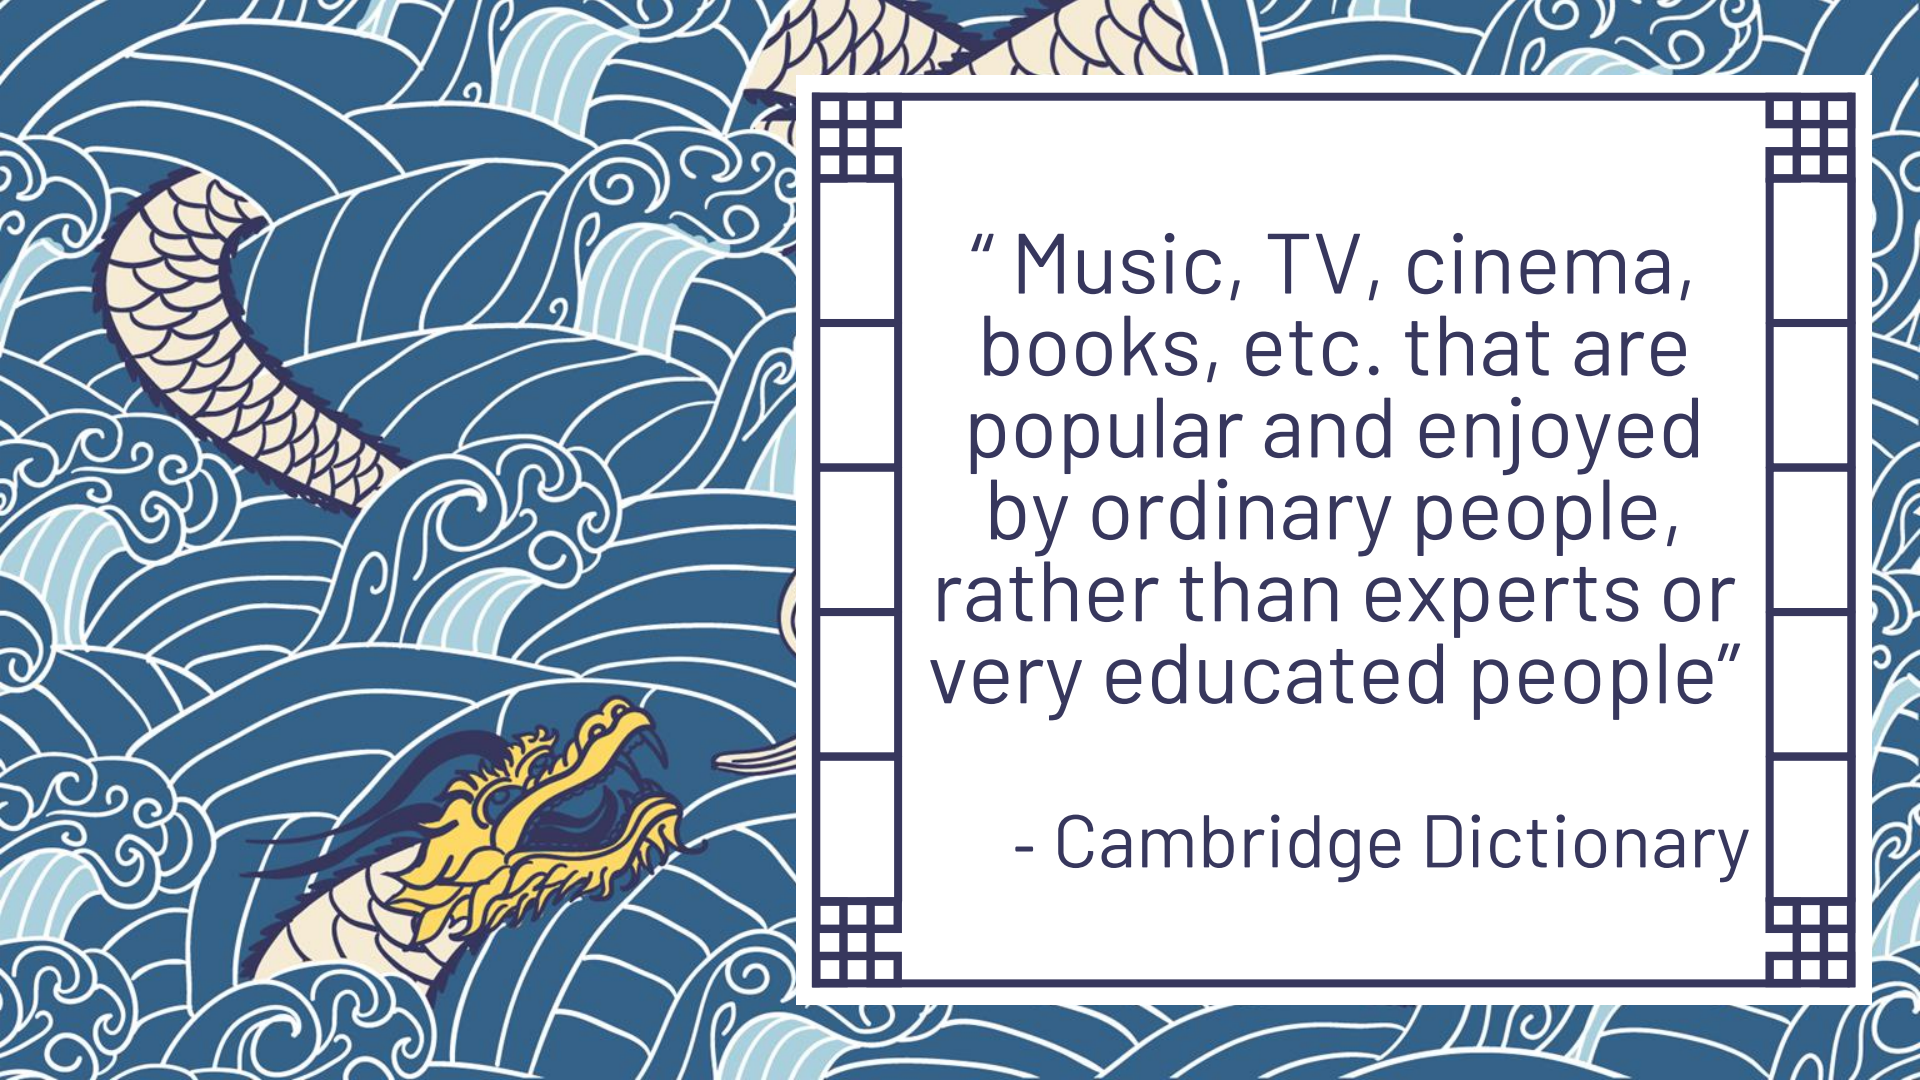 “ Music, TV, cinema,
books, etc. that are
popular and enjoyed
by ordinary people,
rather than experts or
very educated people”
- Cambridge Dictionary